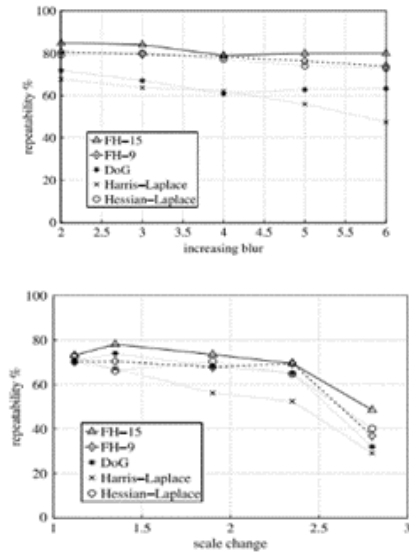 100
80
60
40
20
0
repeatability %
FH−15
FH−9
DoG
Harris−Laplace
Hessian−Laplace
2 2.5 3 3.5 4 4.5 5 5.5 6
increasing blur
100
80
60
40
20
0
repeatability %
FH−15
FH−9
DoG
Harris−Laplace
Hessian−Laplace
1 1.5 2 2.5 3
scale change